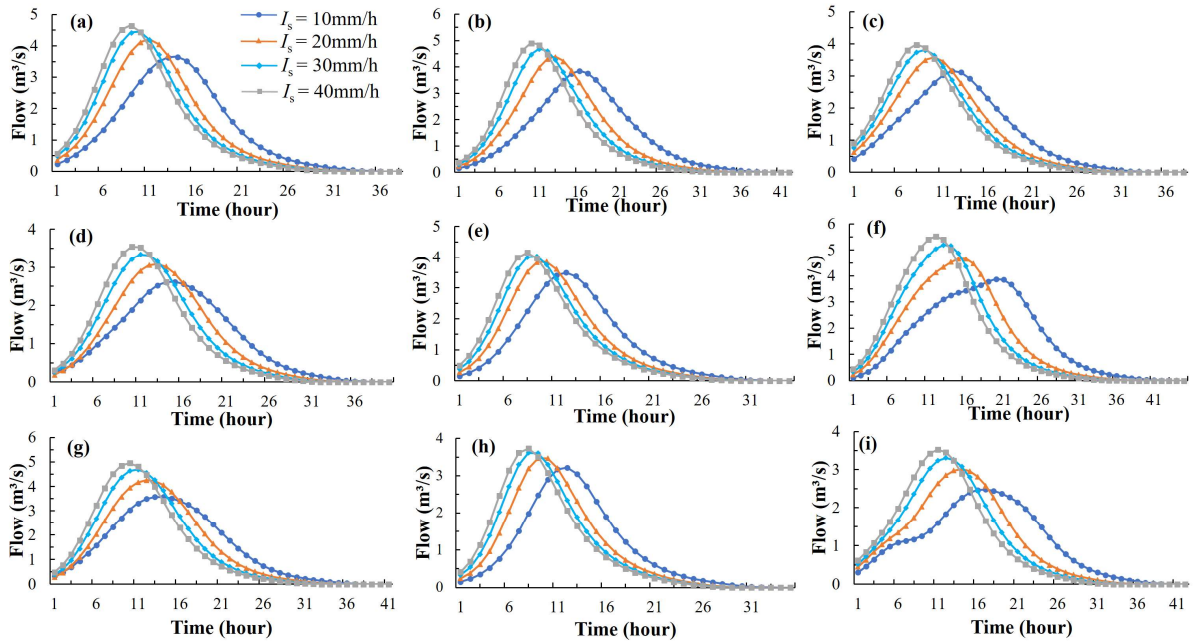 (a)
I_s = 10mm/h
I_s = 20mm/h
I_s = 30mm/h
I_s = 40mm/h
Flow (m³/s)
5
4
3
2
1
0
1 6 11 16 21 26 31 36
Time (hour)
(b)
Flow (m³/s)
6
5
4
3
2
1
0
1 6 11 16 21 26 31 36 41
Time (hour)
(c)
Flow (m³/s)
5
4
3
2
1
0
1 6 11 16 21 26 31 36
Time (hour)
(d)
Flow (m³/s)
4
3
2
1
0
1 6 11 16 21 26 31 36
Time (hour)
(e)
Flow (m³/s)
5
4
3
2
1
0
1 6 11 16 21 26 31
Time (hour)
(f)
Flow (m³/s)
6
5
4
3
2
1
0
1 6 11 16 21 26 31 36 41
Time (hour)
(g)
Flow (m³/s)
6
5
4
3
2
1
0
1 6 11 16 21 26 31 36 41
Time (hour)
(h)
Flow (m³/s)
4
3
2
1
0
1 6 11 16 21 26 31
Time (hour)
(i)
Flow (m³/s)
4
3
2
1
0
1 6 11 16 21 26 31 36 41
Time (hour)